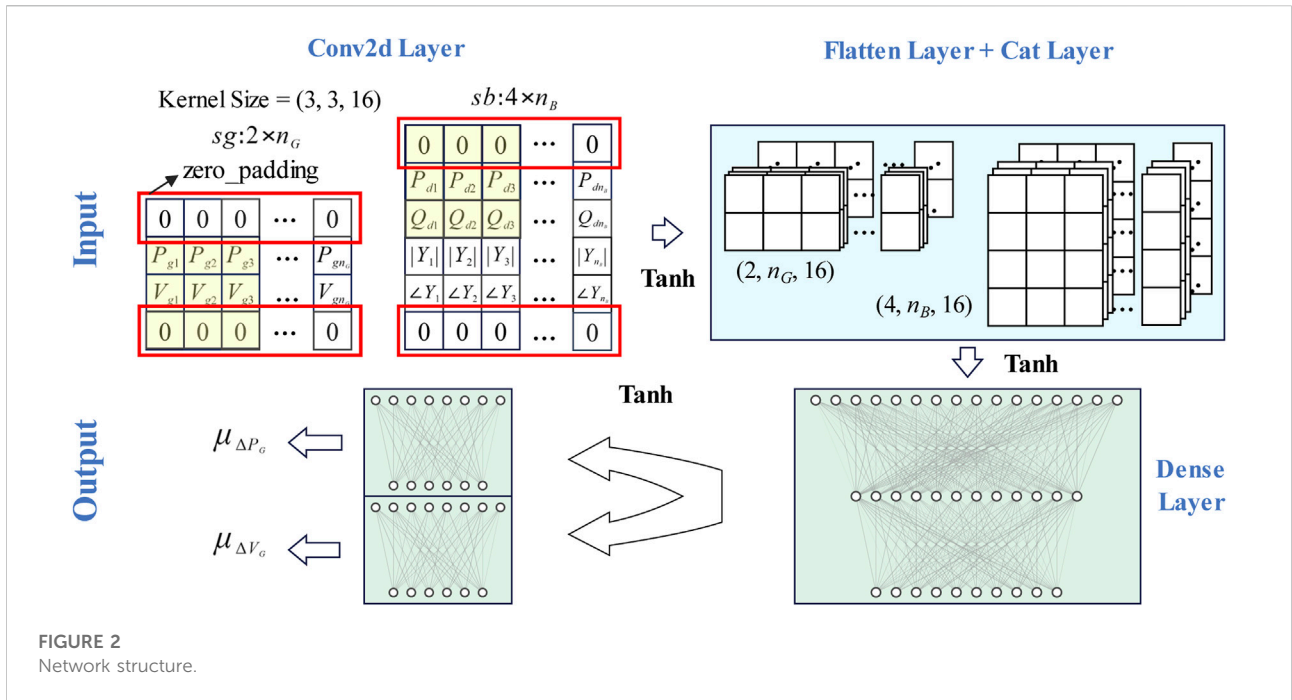 Conv2d Layer
Flatten Layer + Cat Layer
Kernel Size = (3, 3, 16)
sg:2×n_G
zero_padding
0 0 0 ... 0
P_g1 P_g2 P_g3 ... P_gn_G
V_g1 V_g2 V_g3 ... V_gn_G
0 0 0 ... 0
sb:4×n_B
0 0 0 ... 0
P_d1 P_d2 P_d3 ... P_dn_B
Q_d1 Q_d2 Q_d3 ... Q_dn_B
|Y_1| |Y_2| |Y_3| ... |Y_n_B|
∠Y_1 ∠Y_2 ∠Y_3 ... ∠Y_n_B
0 0 0 ... 0
Input
Tanh
(2, n_G, 16)
(4, n_B, 16)
Tanh
Tanh
Dense
Layer
Output
μ_ΔP_G
μ_ΔV_G
FIGURE 2
Network structure.